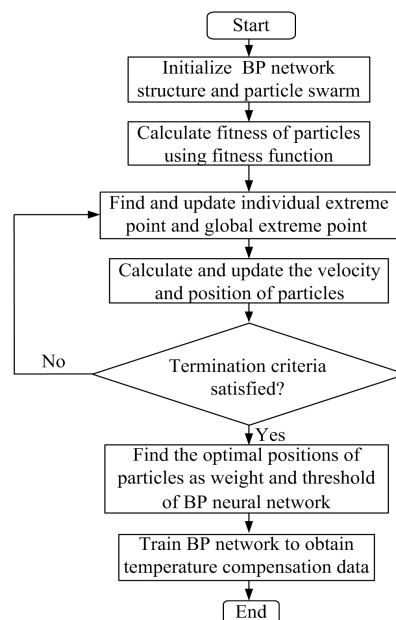 Start
Initialize BP network
structure and particle swarm
Calculate fitness of particles
using fitness function
Find and update individual extreme
point and global extreme point
Calculate and update the velocity
and position of particles
No
Termination criteria
satisfied?
Yes
Find the optimal positions of
particles as weight and threshold
of BP neural network
Train BP network to obtain
temperature compensation data
End